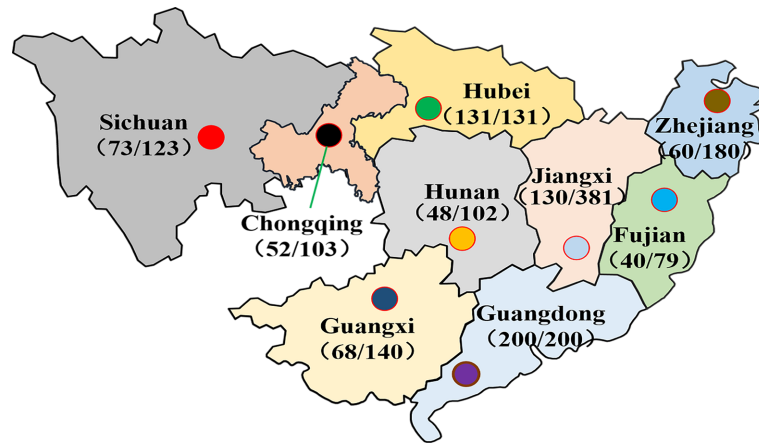 Sichuan
（73/123）
Chongqing
（52/103）
Hubei
（131/131）
Hunan
（48/102）
Jiangxi
（130/381）
Zhejiang
（60/180）
Fujian
（40/79）
Guangxi
（68/140）
Guangdong
（200/200）